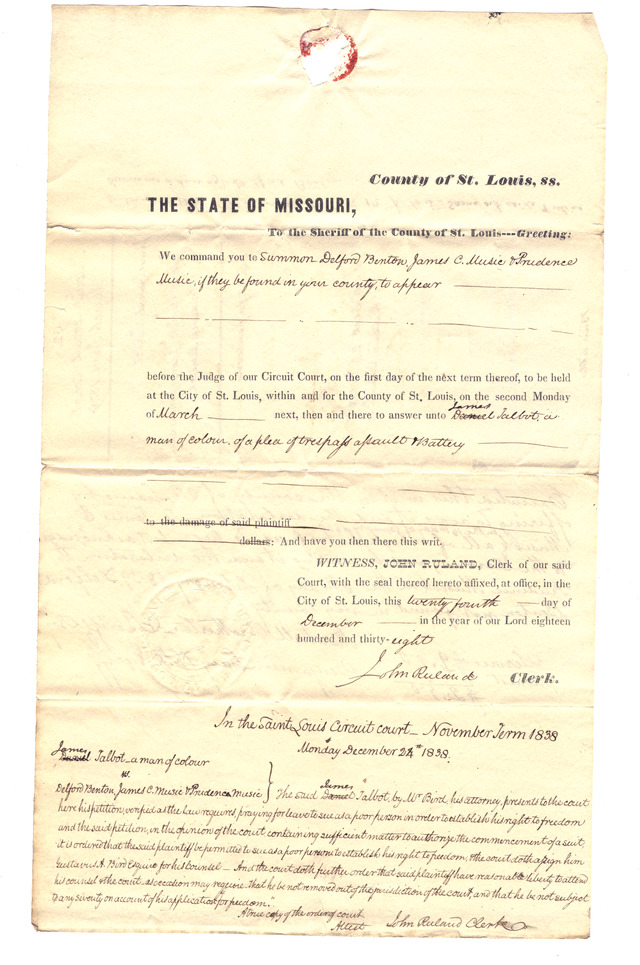 County of St. Louis, ss.
THE STATE OF MISSOURI,
To the Sheriff of the County of St. Louis---Greeting:
We command you to Summon Delford Benton, James C. Music & Prudence
Music, if they be found in your county, to appear
before the Judge of our Circuit Court, on the first day of the next term thereof, to be held
at the City of St. Louis, within and for the County of St, Louis, on the second Monday
James
of March next, then and there to answer unto Daniel Talbot, a
man of colour, of a plea of trespass assault & Battery
to the damage of said plaintiff
dollars: And have you then there this writ.
WITNESS, JOHN RULAND, Clerk of our said
Court, with the seal thereof hereto affixed, at office, in the
City of St. Louis, this twenty fourth day of
December in the year of our Lord eighteen
hundred and thirty-eight
John Ruland Clerk.
In the Saint Louis Circuit court – November Term 1838
Monday December 24th 1838.
James
Daniel Talbot – a man of colour
vs.
James
Delford Benton, James C. Music & Prudence Music } The said Daniel Talbot, by Mr Bird, his attorney, presents to the court
here his petition, verified as the Law requires, praying for leave to sue as a poor person in order to establish his right to freedom
and the said petition, in the opinion of the court containing sufficient matter to authorize the commencement of a suit,
it is ordered that the said plaintiff be permitted to sue as a poor person to establish his right to freedom, & the court doth assign him
Gustavus A. Bird Esquire for his counsel – And the court doth further order that said plaintiff have reasonable liberty to attend
his counsel & the court as occasion may require, that he be not removed out of the jurisdiction of the court, and that he be not subject
to any severity on account of his application for freedom."
A true copy of the order of court
Attest John Ruland Clerk